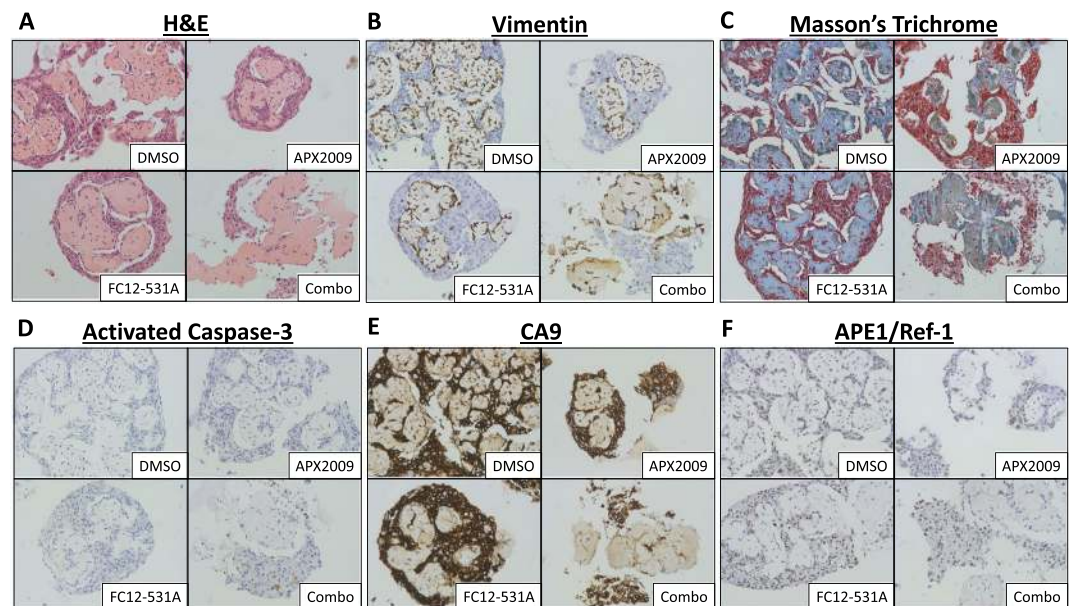 A H&E
B Vimentin
C Masson's Trichrome
DMSO
APX2009
DMSO
APX2009
DMSO
APX2009
FC12-531A
Combo
FC12-531A
Combo
FC12-531A
Combo
D Activated Caspase-3
E CA9
F APE1/Ref-1
DMSO
APX2009
DMSO
APX2009
DMSO
APX2009
FC12-531A
Combo
FC12-531A
Combo
FC12-531A
Combo